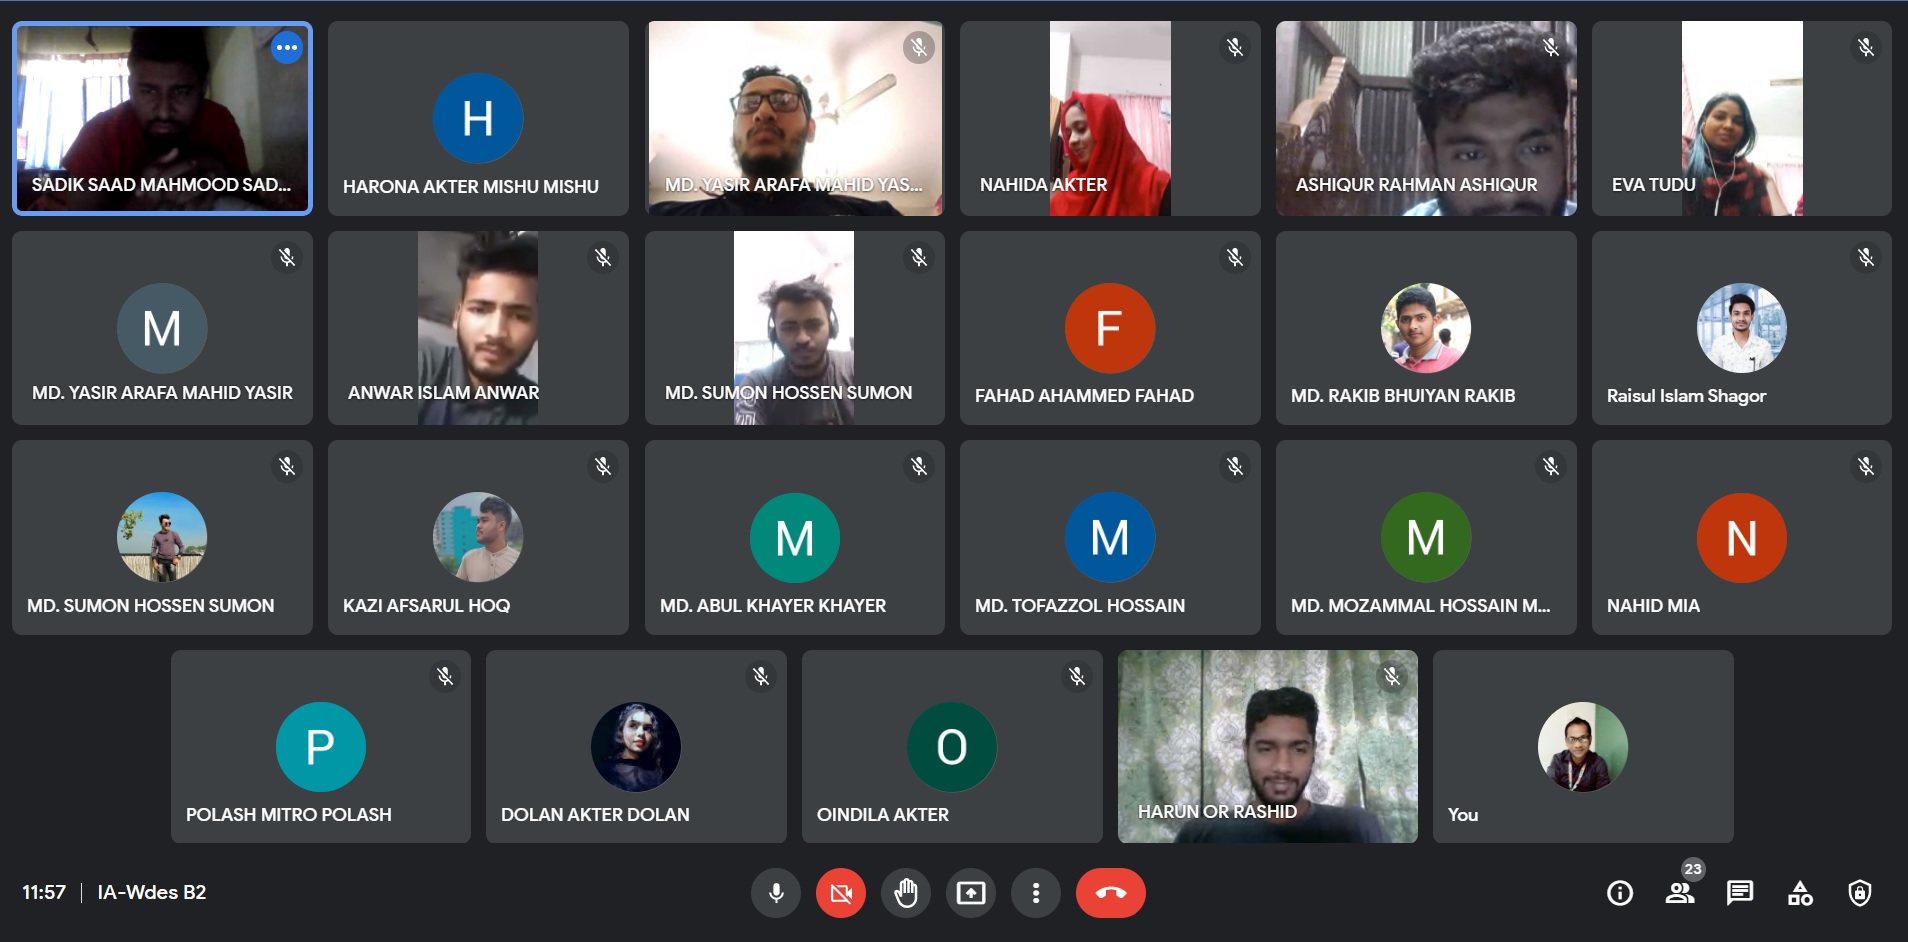 SADIK SAAD MAHMOOD SAD...
H
HARONA AKTER MISHU MISHU
MD. YASIR ARAFA MAHID YAS...
NAHIDA AKTER
ASHIQUR RAHMAN ASHIQUR
EVA TUDU
M
MD. YASIR ARAFA MAHID YASIR
ANWAR ISLAM ANWAR
MD. SUMON HOSSEN SUMON
F
FAHAD AHAMMED FAHAD
MD. RAKIB BHUIYAN RAKIB
Raisul Islam Shagor
MD. SUMON HOSSEN SUMON
KAZI AFSARUL HOQ
M
MD. ABUL KHAYER KHAYER
M
MD. TOFAZZOL HOSSAIN
M
MD. MOZAMMAL HOSSAIN M...
N
NAHID MIA
P
POLASH MITRO POLASH
DOLAN AKTER DOLAN
O
OINDILA AKTER
HARUN OR RASHID
You
11:57 | IA-Wdes B2
23